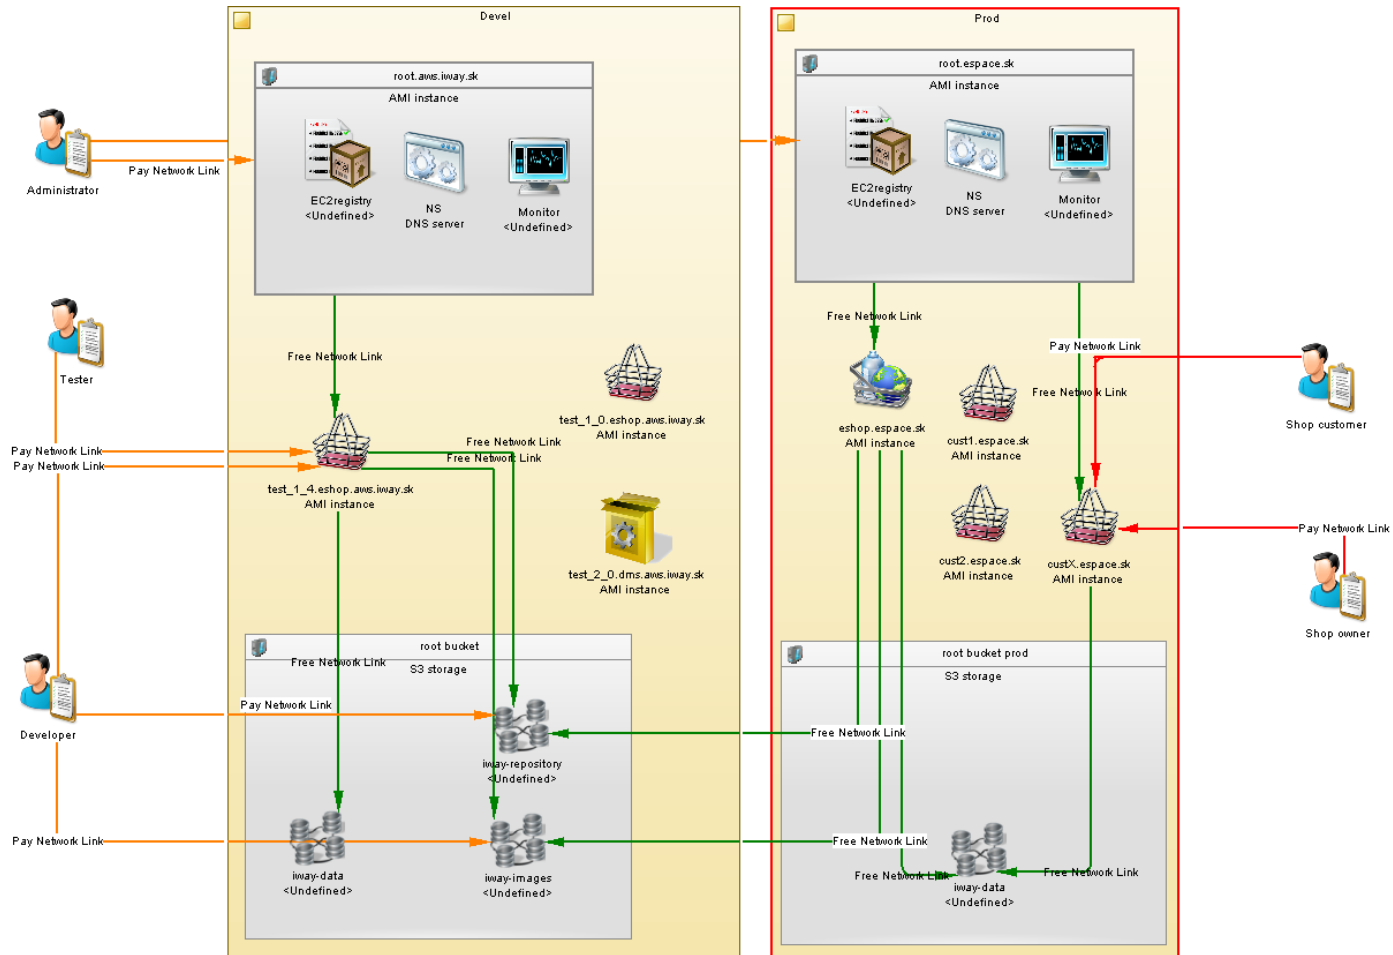 Devel
Prod
root.aws.iway.sk
AMI instance
root.espace.sk
AMI instance
EC2registry
<Undefined>
NS
DNS server
Monitor
<Undefined>
EC2registry
<Undefined>
NS
DNS server
Monitor
<Undefined>
Administrator
Pay Network Link
Free Network Link
Free Network Link
Pay Network Link
Tester
Free Network Link
Shop customer
test_1_0.eshop.aws.iway.sk
AMI instance
eshop.espace.sk
AMI instance
cust1.espace.sk
AMI instance
Pay Network Link
Pay Network Link
Free Network Link
Free Network Link
test_1_4.eshop.aws.iway.sk
AMI instance
test_2_0.dms.aws.iway.sk
AMI instance
cust2.espace.sk
AMI instance
custX.espace.sk
AMI instance
Pay Network Link
Shop owner
root bucket
S3 storage
Free Network Link
root bucket prod
S3 storage
Developer
Pay Network Link
iway-repository
<Undefined>
Free Network Link
Pay Network Link
iway-data
<Undefined>
iway-images
<Undefined>
Free Network Link
Free Network Link
Free Network Link
iway-data
<Undefined>